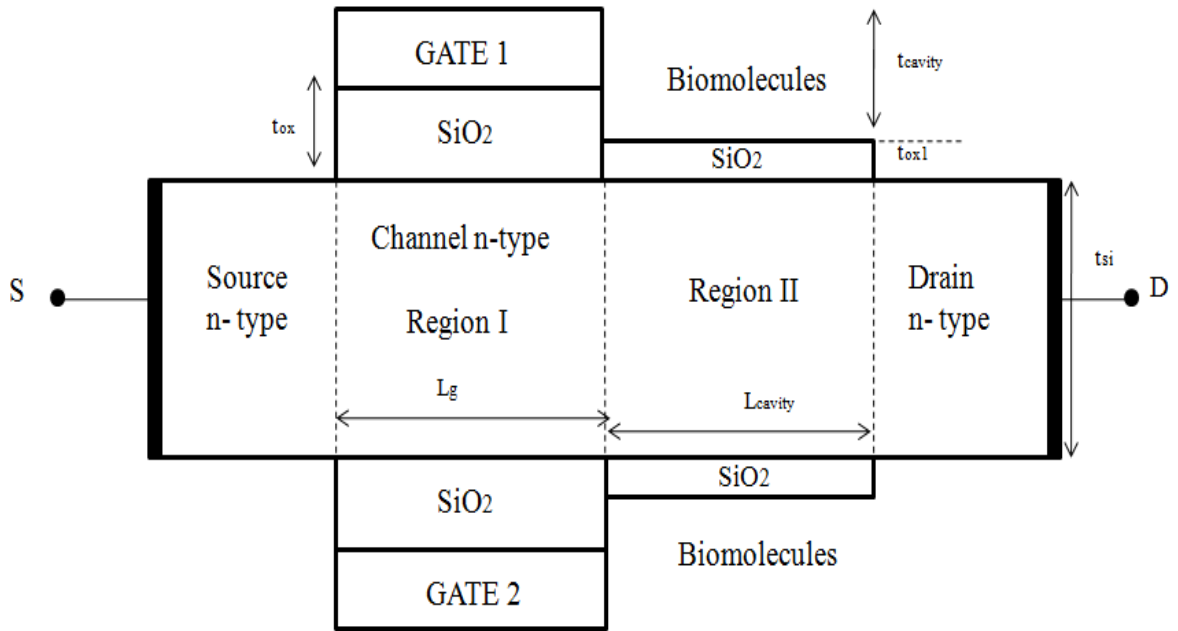 GATE 1
tcavity
Biomolecules
tox
SiO2
SiO2
tox1
Channel n-type
Source
n- type
Region I
Region II
Drain
n- type
tsi
S
D
Lg
Lcavity
SiO2
SiO2
Biomolecules
GATE 2